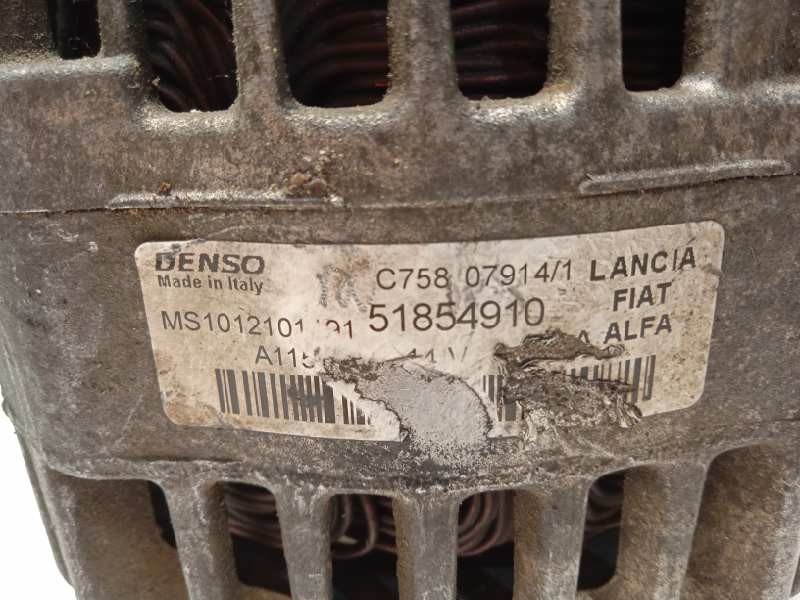 DENSO
Made in Italy
C758 07914/1
LANCIA
FIAT
ALFA
51854910